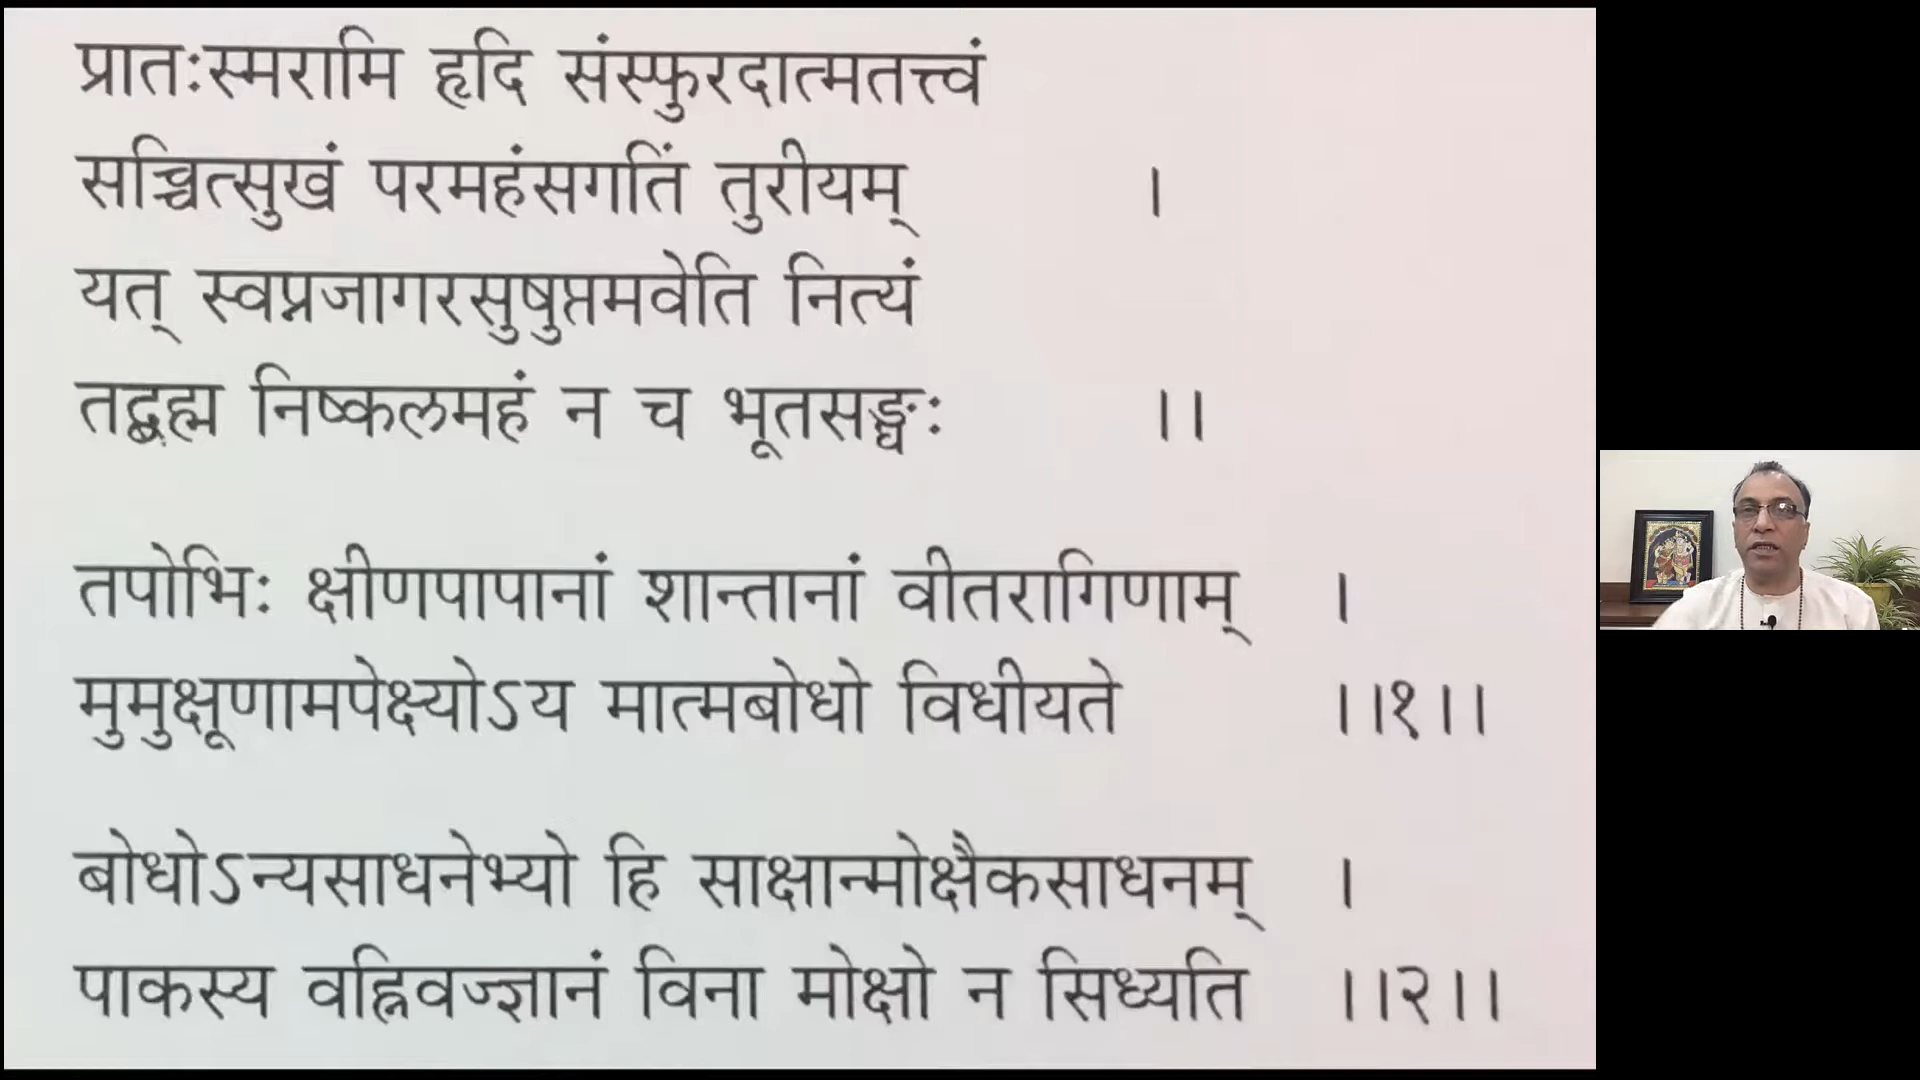 प्रातःस्मरामि हृदि संस्फुरदात्मतत्त्वं
सच्चित्सुखं परमहंसगतिं तुरीयम् ।
यत् स्वप्नजागरसुषुप्तमवेति नित्यं
तद्ब्रह्म निष्कलमहं न च भूतसङ्घः ।।
तपोभिः क्षीणपापानां शान्तानां वीतरागिणाम् ।
मुमुक्षूणामपेक्ष्योऽय मात्मबोधो विधीयते ।।१।।
बोधोऽन्यसाधनेभ्यो हि साक्षान्मोक्षैकसाधनम् ।
पाकस्य वह्निवज्ज्ञानं विना मोक्षो न सिध्यति ।।२।।